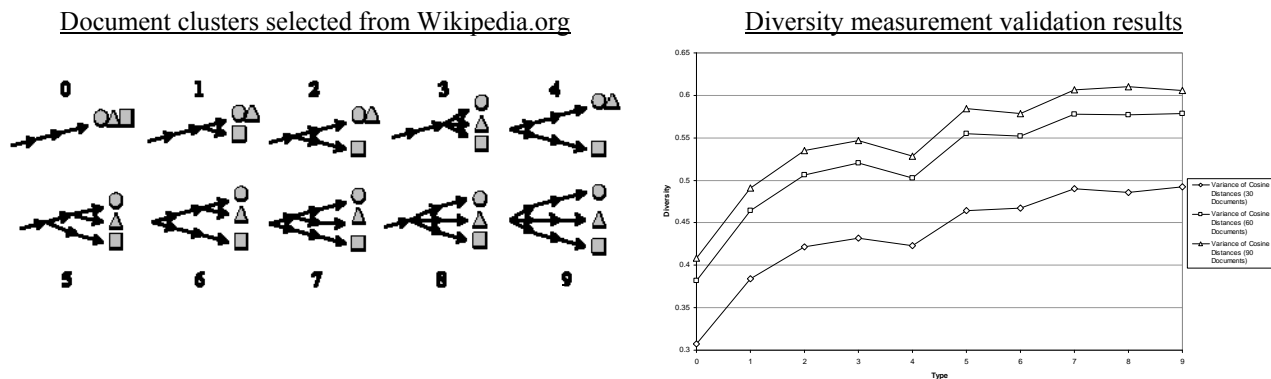 Document clusters selected from Wikipedia.org
0 1 2 3 4
5 6 7 8 9
Diversity measurement validation results
0.65
0.6
0.55
0.5
0.45
0.4
0.35
0.3
Diversity
0 1 2 3 4 5 6 7 8 9
Type
Variance of Cosine
Distances (30
Documents)
Variance of Cosine
Distances (60
Documents)
Variance of Cosine
Distances (90
Documents)